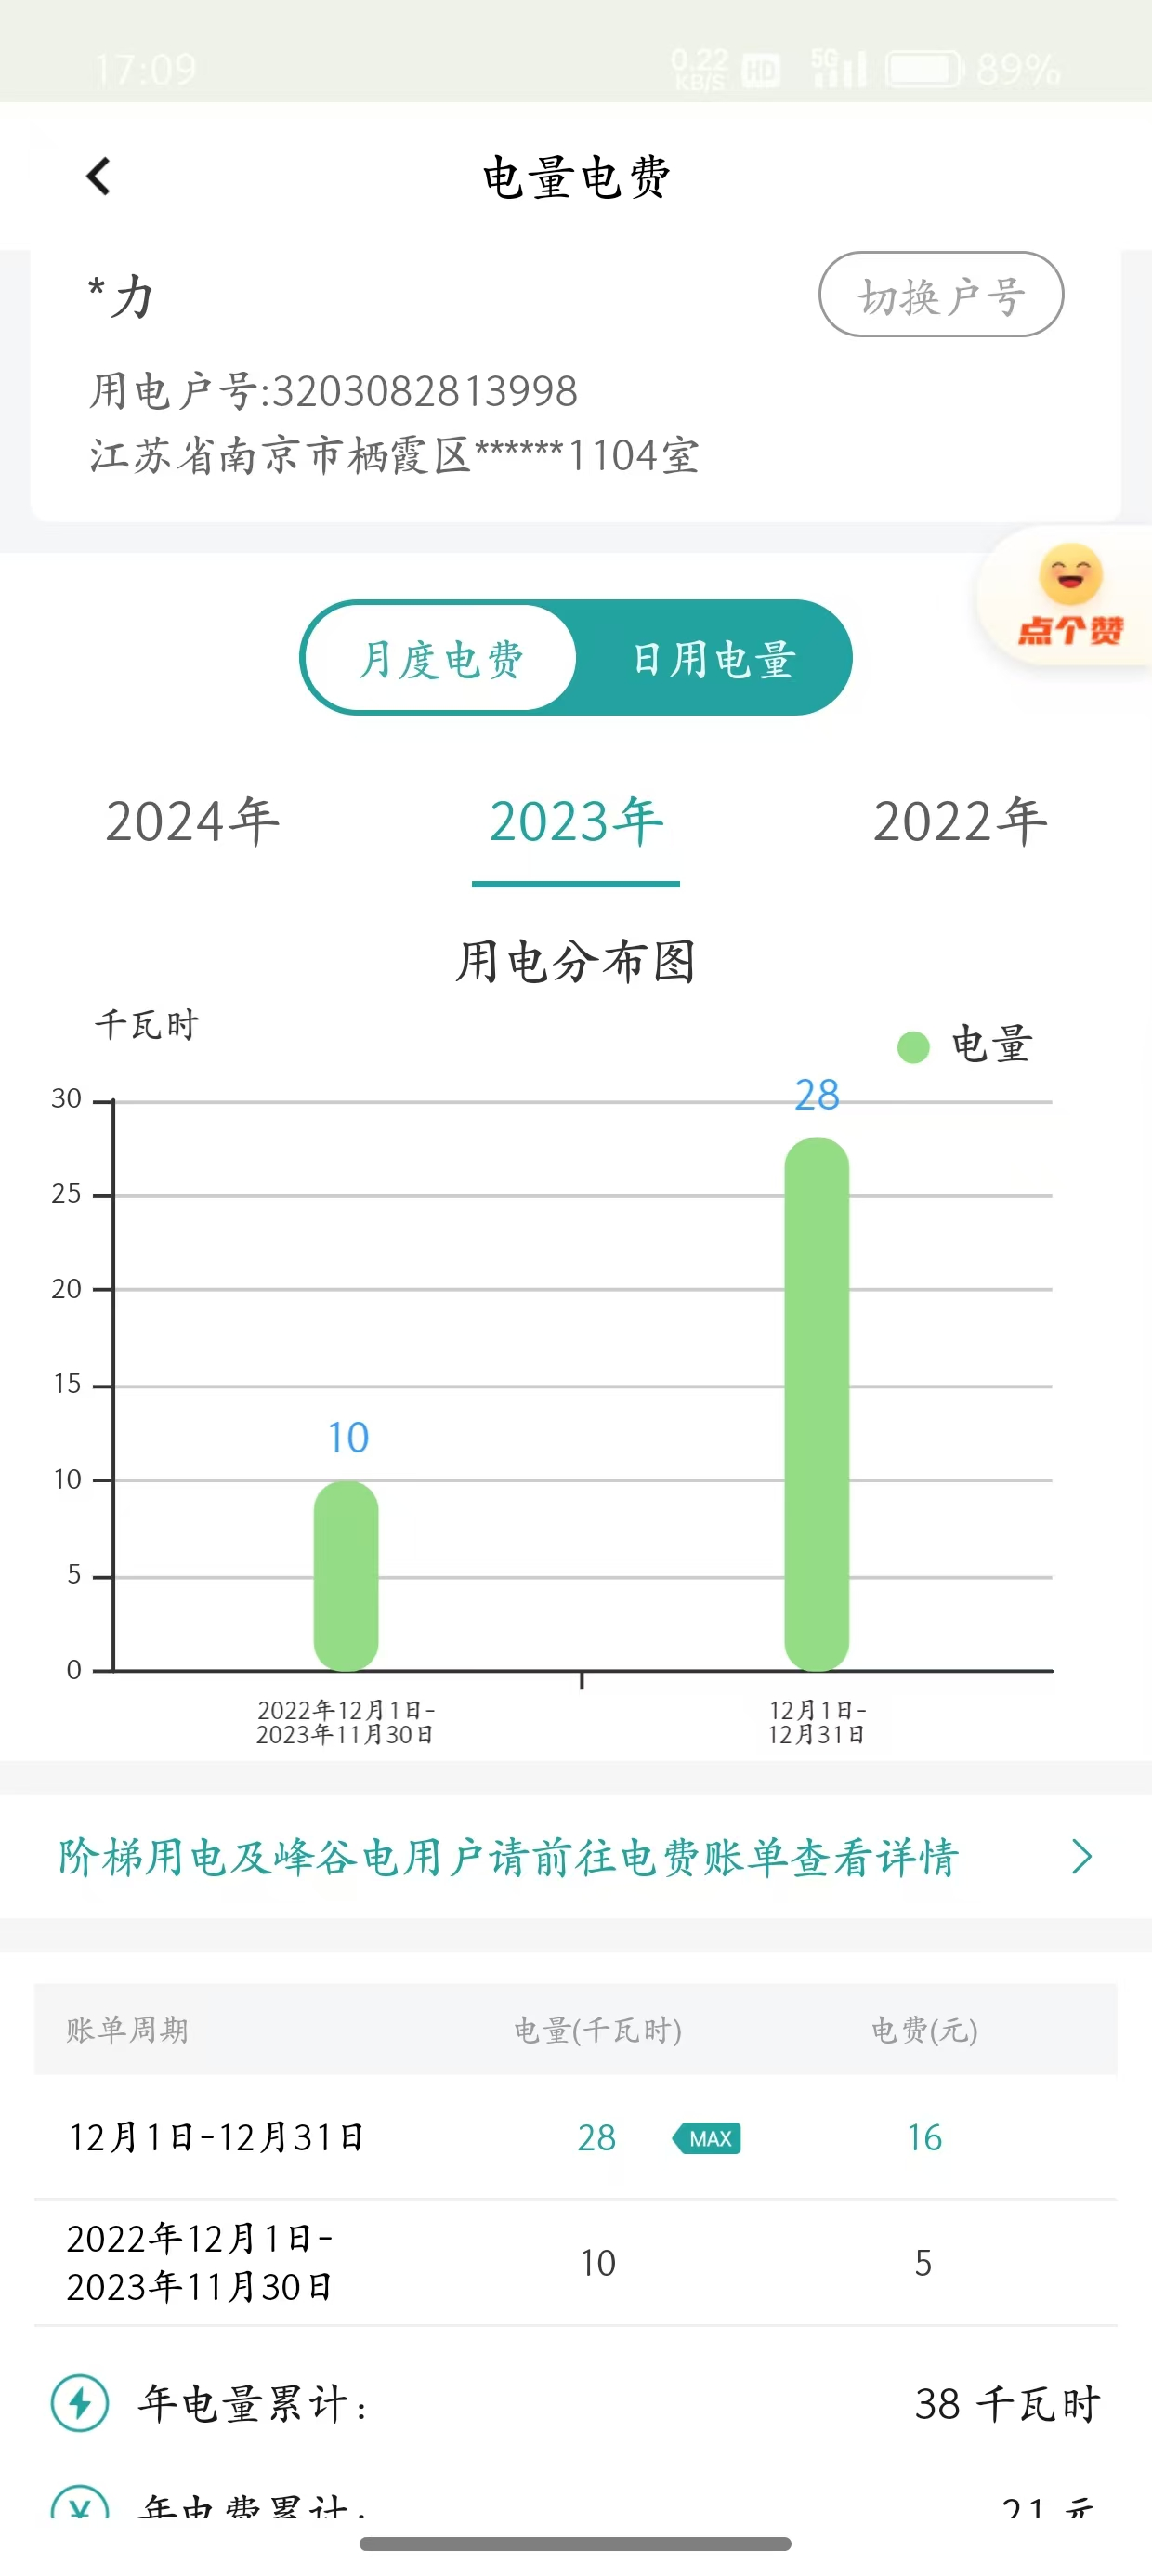 17:09
0.22 KB/S HD 5G 89%
电量电费
*力
切换户号
用电户号:3203082813998
江苏省南京市栖霞区******1104室
点个赞
月度电费 日用电量
2024年 2023年 2022年
用电分布图
千瓦时
电量
30
28
25
20
15
10
10
5
0
2022年12月1日-
2023年11月30日
12月1日-
12月31日
阶梯用电及峰谷电用户请前往电费账单查看详情
账单周期 电量(千瓦时) 电费(元)
12月1日-12月31日 28 MAX 16
2022年12月1日-
2023年11月30日
10 5
年电量累计: 38 千瓦时
年电费累计: 21 元